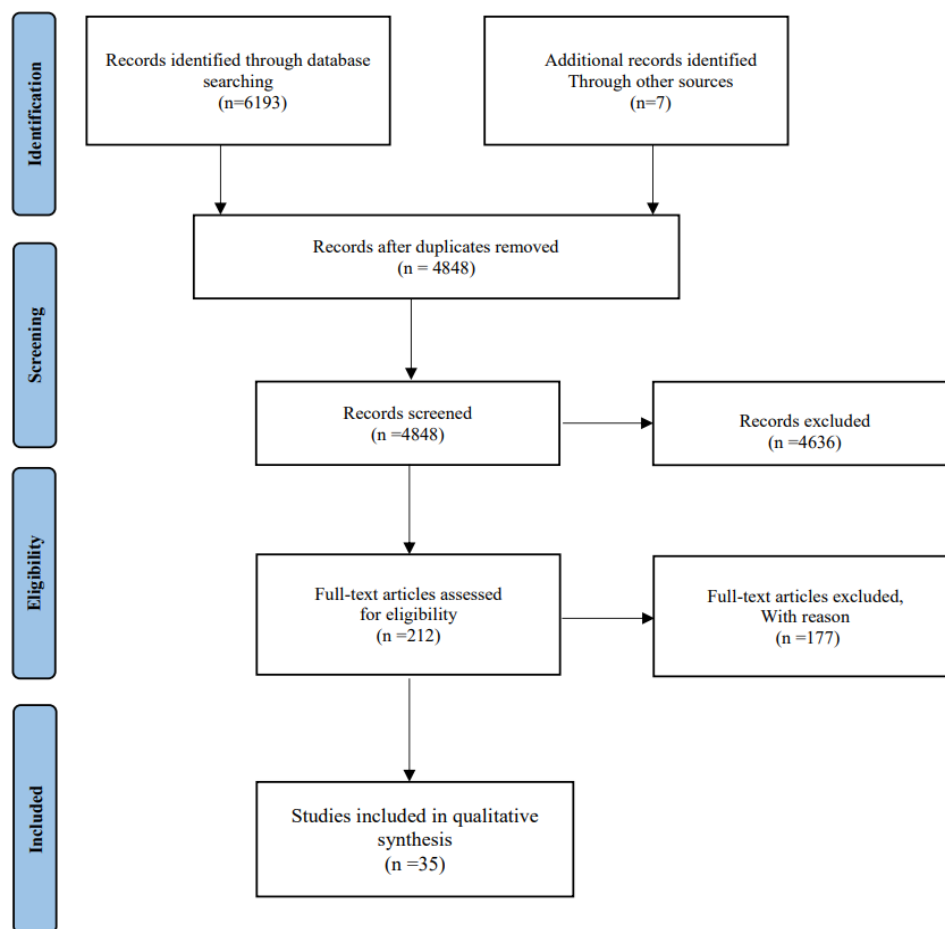 Identification
Records identified through database
searching
(n=6193)
Additional records identified
Through other sources
(n=7)
Records after duplicates removed
(n = 4848)
Screening
Records screened
(n =4848)
Records excluded
(n =4636)
Eligibility
Full-text articles assessed
for eligibility
(n =212)
Full-text articles excluded,
With reason
(n =177)
Included
Studies included in qualitative
synthesis
(n =35)